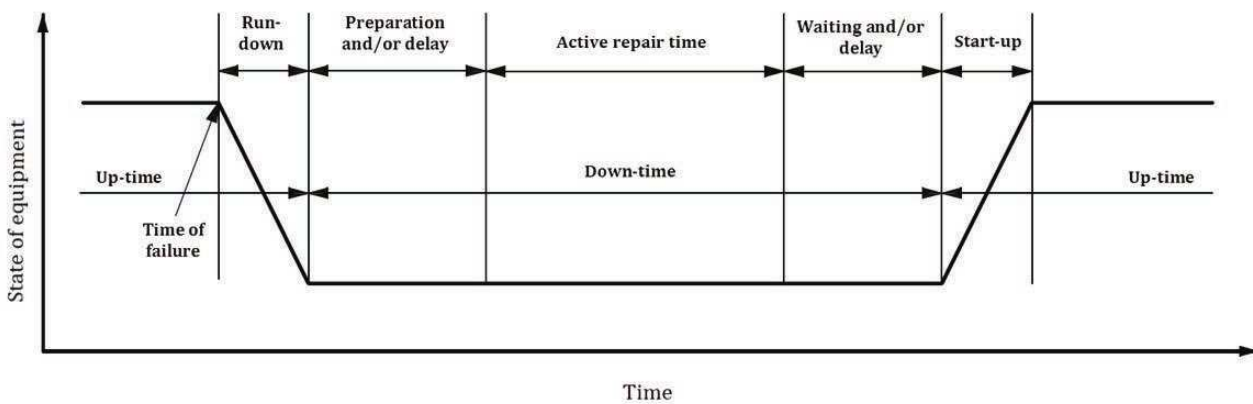 Run-
down
Preparation
and/or delay
Active repair time
Waiting and/or
delay
Start-up
State of equipment
Up-time
Down-time
Up-time
Time of
failure
Time